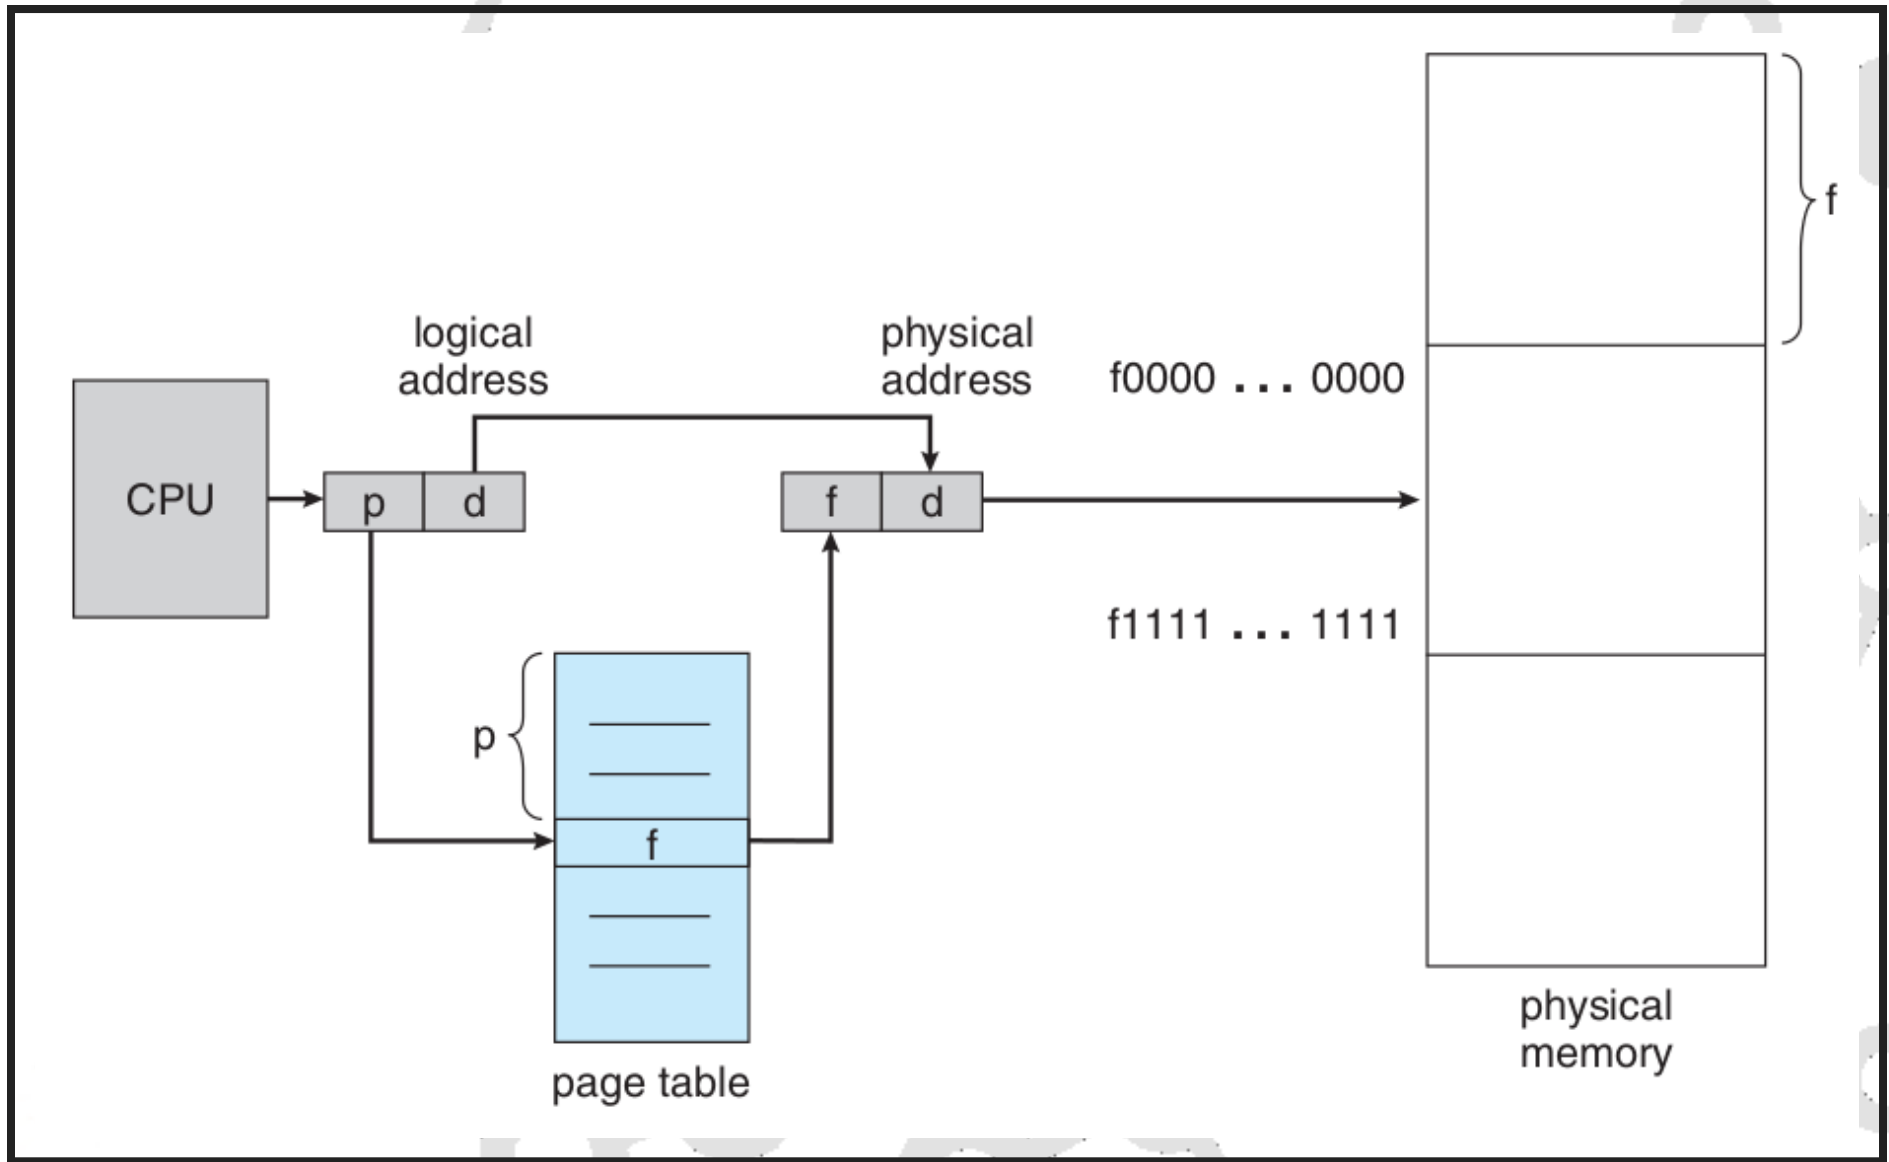 f
logical
address
physical
address
f0000 ... 0000
CPU
p
d
f
d
f1111 ... 1111
p
f
physical
memory
page table